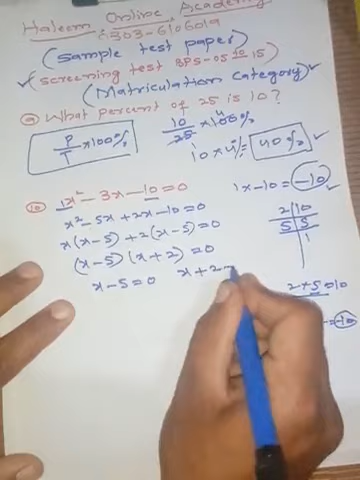 Haleem Online Academy
0303-6106019
(Sample test paper)
✓(Screening test BPS-05 to 15)
(Matriculation Category)✓
Q What Percent of 25 is 10?
P/T ×100% 10/25 ×100%
10×4%= 40% ✓
1×-10=-10 ✓
Q 1x²-3x-10=0
x²-5x+2x-10=0
x(x-5)+2(x-5)=0
(x-5)(x+2)=0
x-5=0 x+2=
2|10
5|5
1
2×5=10
=-10